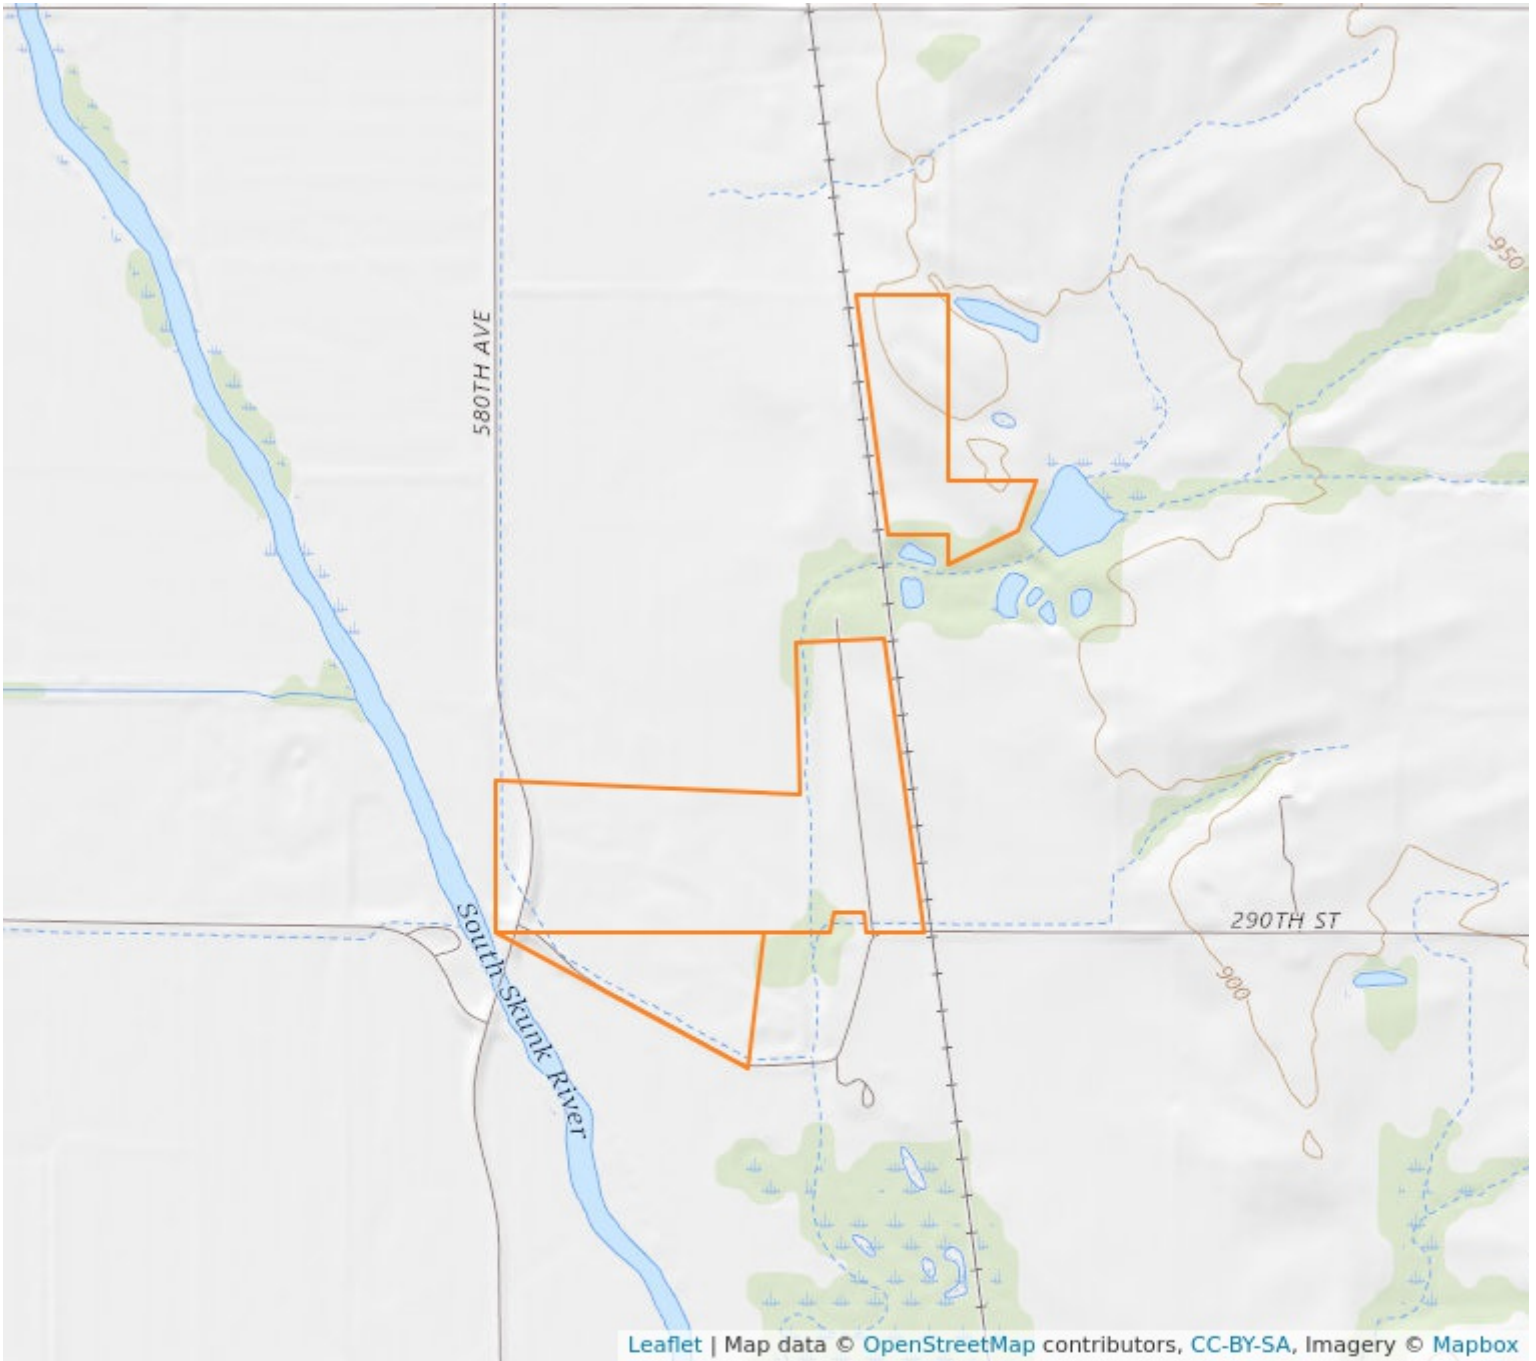 950
580TH AVE
290TH ST
South Skunk River
900
Leaflet | Map data © OpenStreetMap contributors, CC-BY-SA, Imagery © Mapbox